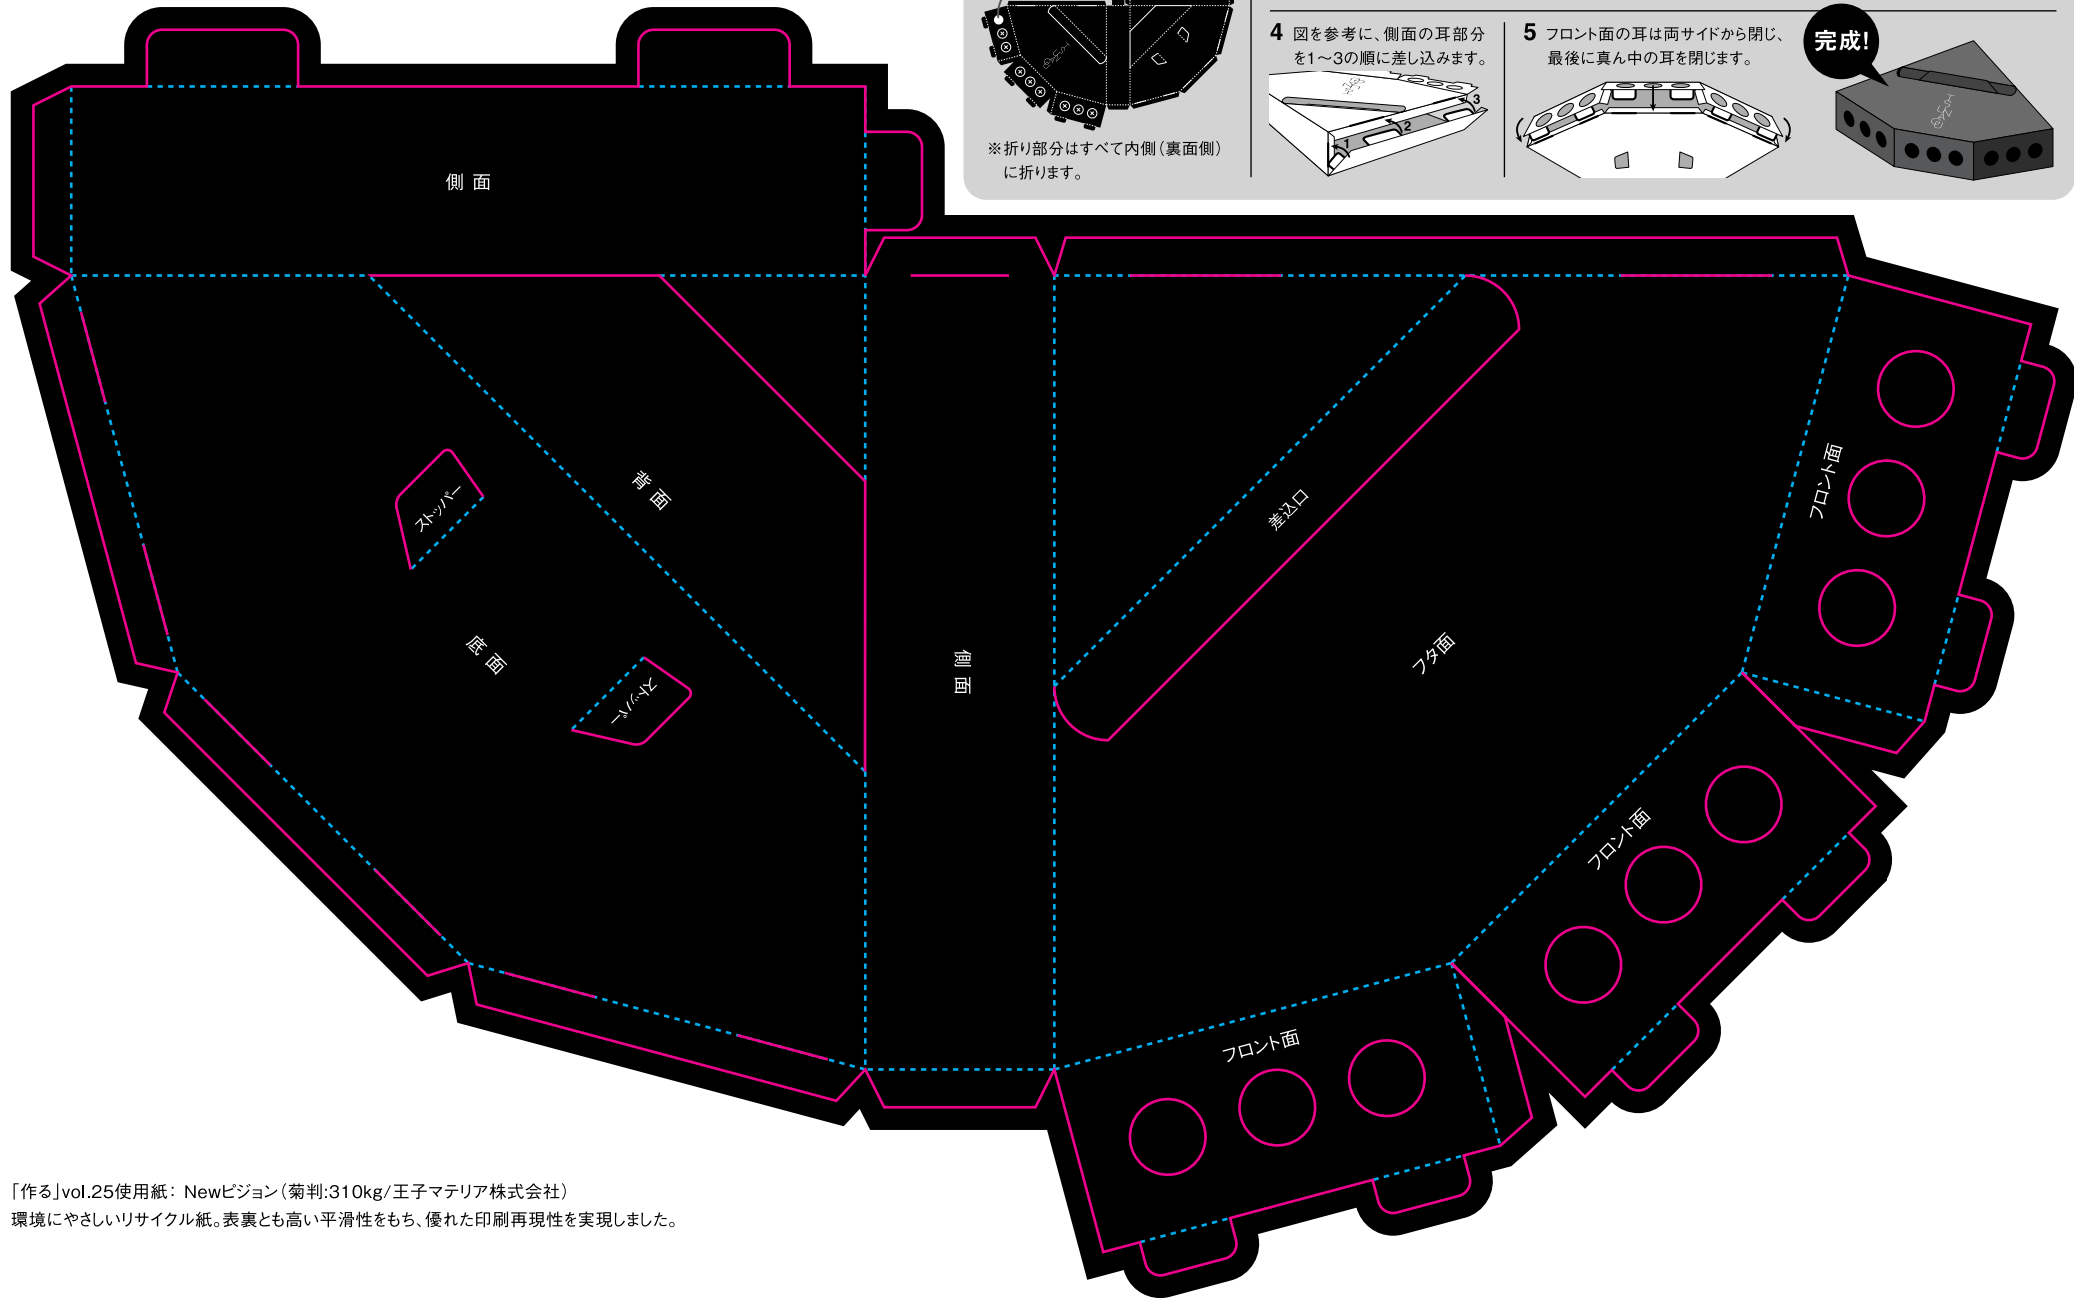 ※折り部分はすべて内側（裏面側）
に折ります。
4 図を参考に、側面の耳部分
を1〜3の順に差し込みます。
1
2
3
5 フロント面の耳は両サイドから閉じ、
最後に真ん中の耳を閉じます。
完成！
側面
背面
ストッパー
底面
ストッパー
側面
差込口
フタ面
フロント面
フロント面
フロント面
「作る」vol.25使用紙： Newピジョン（菊判:310kg/王子マテリア株式会社）
環境にやさしいリサイクル紙。表裏とも高い平滑性をもち、優れた印刷再現性を実現しました。